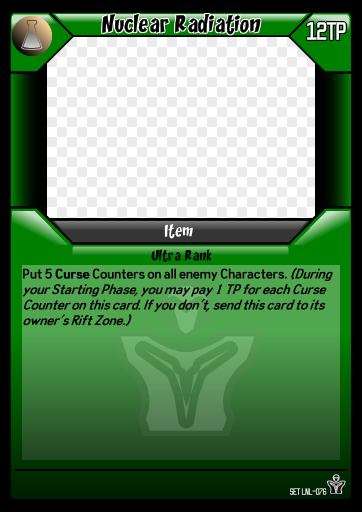 Nuclear Radiation
12TP
Item
Ultra Rank
Put 5 Curse Counters on all enemy Characters. (During
your Starting Phase, you may pay 1 TP for each Curse
Counter on this card. If you don't, send this card to its
owner's Rift Zone.)
SET LNL-076